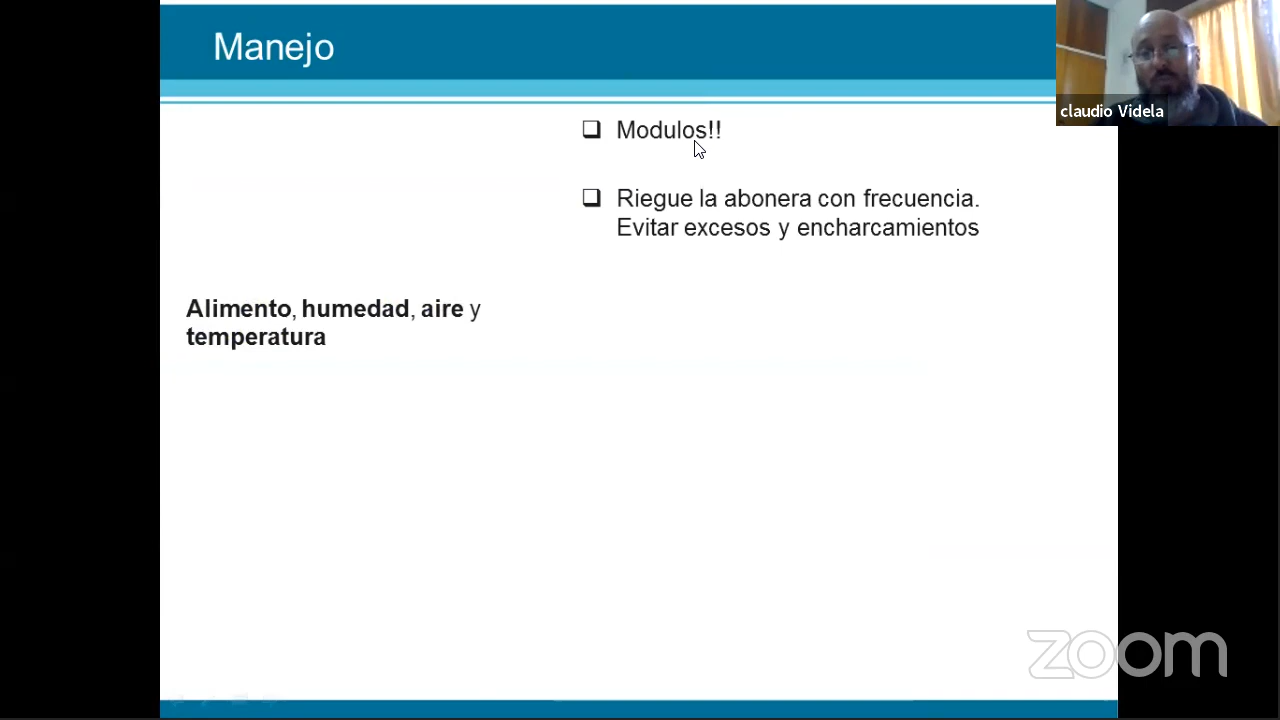 Manejo
claudio Videla
Modulos!!
Riegue la abonera con frecuencia.
Evitar excesos y encharcamientos
Alimento, humedad, aire y
temperatura
zoom